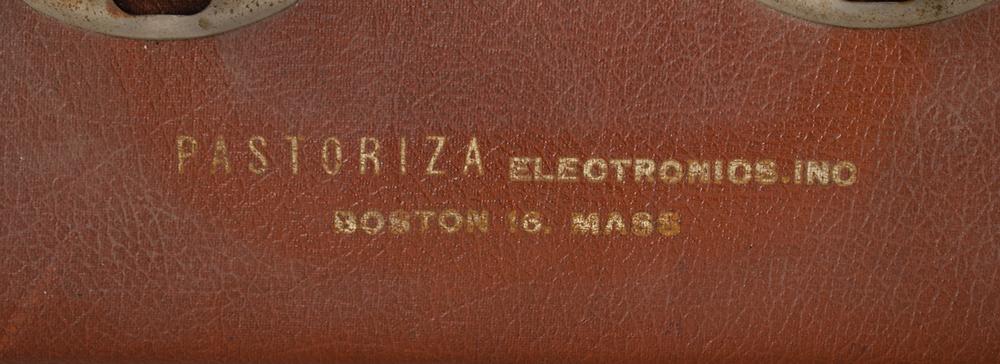 PASTORIZA ELECTRONICS.INC
BOSTON 16. MASS